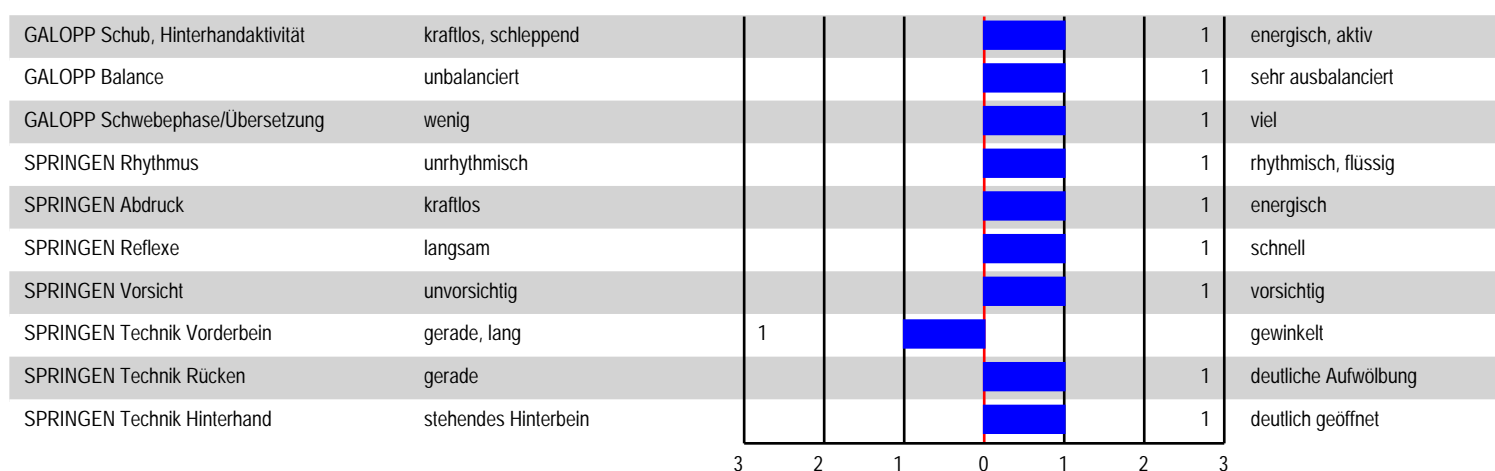 GALOPP Schub, Hinterhandaktivität kraftlos, schleppend 1 energisch, aktiv
GALOPP Balance unbalanciert 1 sehr ausbalanciert
GALOPP Schwebephase/Übersetzung wenig 1 viel
SPRINGEN Rhythmus unrhythmisch 1 rhythmisch, flüssig
SPRINGEN Abdruck kraftlos 1 energisch
SPRINGEN Reflexe langsam 1 schnell
SPRINGEN Vorsicht unvorsichtig 1 vorsichtig
SPRINGEN Technik Vorderbein gerade, lang 1 gewinkelt
SPRINGEN Technik Rücken gerade 1 deutliche Aufwölbung
SPRINGEN Technik Hinterhand stehendes Hinterbein 1 deutlich geöffnet
3 2 1 0 1 2 3